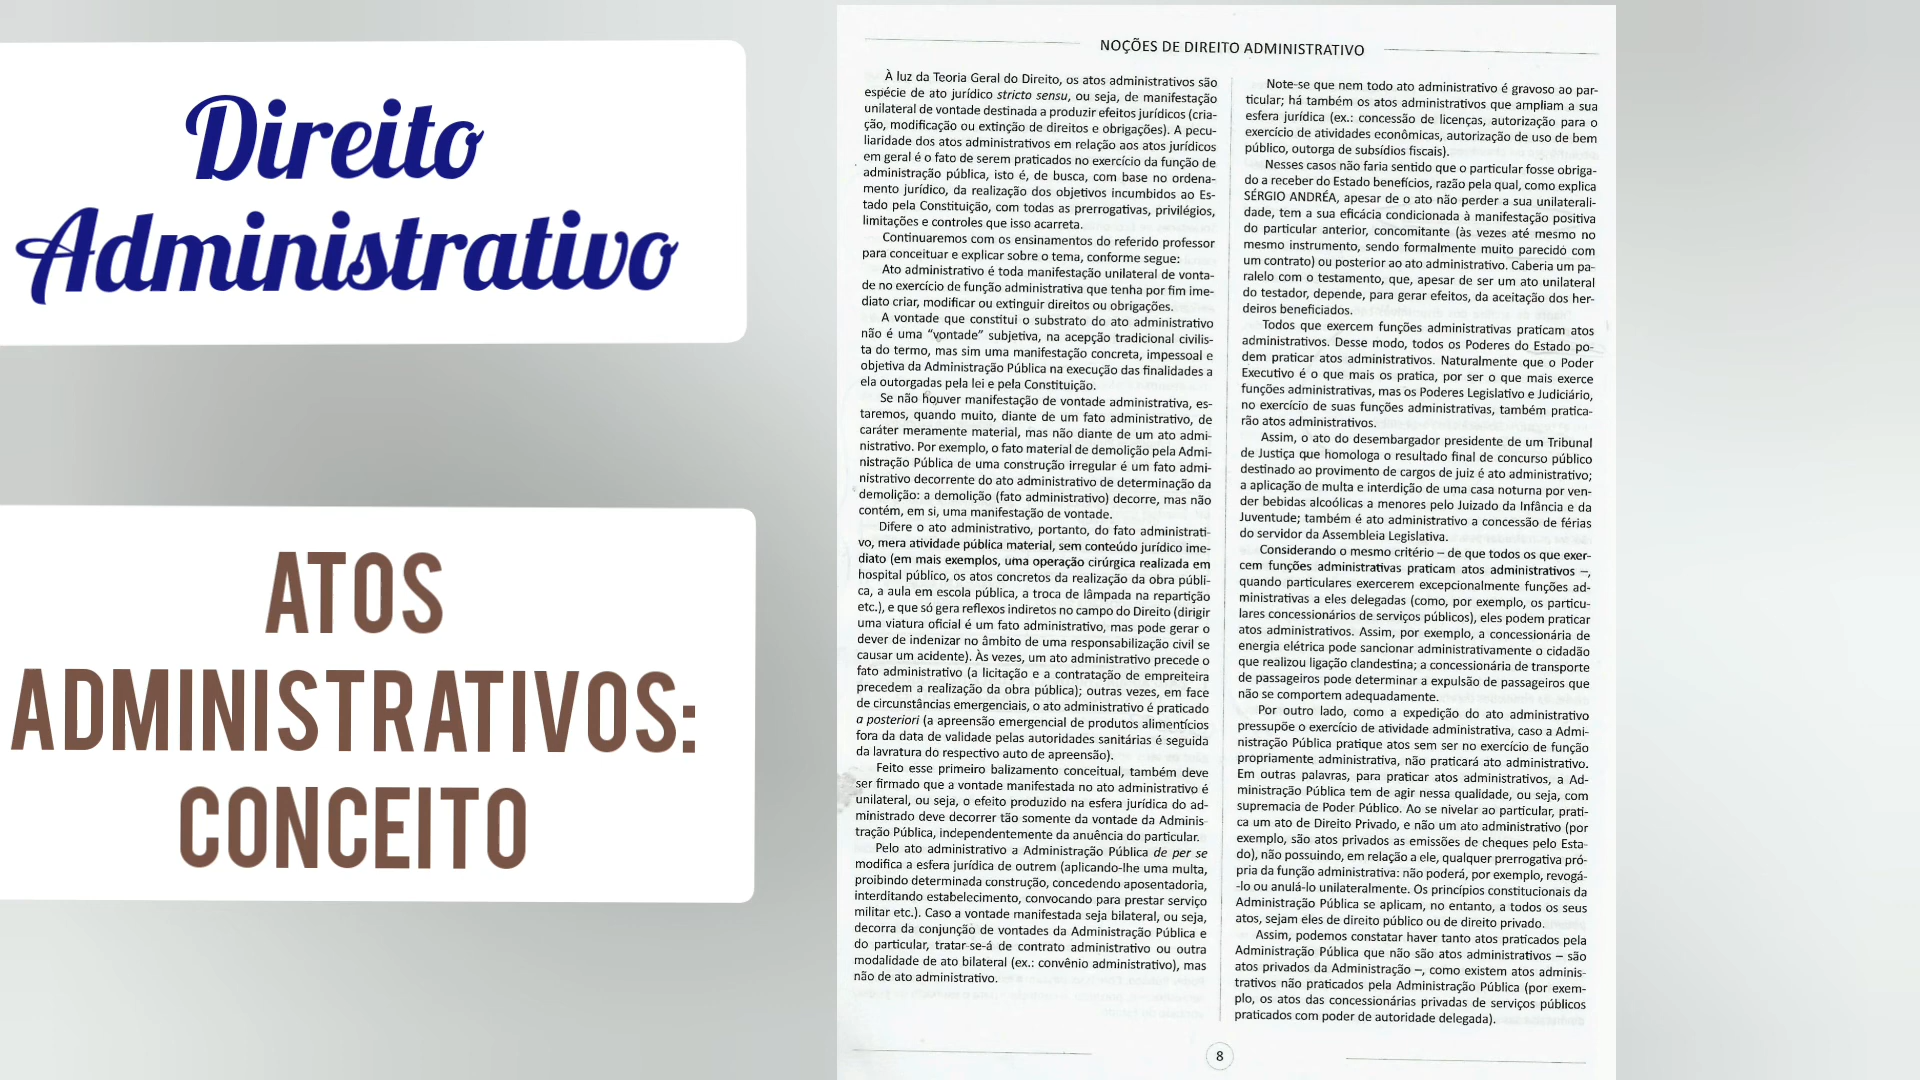 Direito
Administrativo
ATOS
ADMINISTRATIVOS:
CONCEITO
NOÇÕES DE DIREITO ADMINISTRATIVO
À luz da Teoria Geral do Direito, os atos administrativos são
espécie de ato jurídico stricto sensu, ou seja, de manifestação
unilateral de vontade destinada a produzir efeitos jurídicos (cria-
ção, modificação ou extinção de direitos e obrigações). A pecu-
liaridade dos atos administrativos em relação aos atos jurídicos
em geral é o fato de serem praticados no exercício da função de
administração pública, isto é, de busca, com base no ordena-
mento jurídico, da realização dos objetivos incumbidos ao Es-
tado pela Constituição, com todas as prerrogativas, privilégios,
limitações e controles que isso acarreta.
Continuaremos com os ensinamentos do referido professor
para conceituar e explicar sobre o tema, conforme segue:
Ato administrativo é toda manifestação unilateral de vonta-
de no exercício de função administrativa que tenha por fim ime-
diato criar, modificar ou extinguir direitos ou obrigações.
A vontade que constitui o substrato do ato administrativo
não é uma “vontade” subjetiva, na acepção tradicional civilis-
ta do termo, mas sim uma manifestação concreta, impessoal e
objetiva da Administração Pública na execução das finalidades a
ela outorgadas pela lei e pela Constituição.
Se não houver manifestação de vontade administrativa, es-
taremos, quando muito, diante de um fato administrativo, de
caráter meramente material, mas não diante de um ato admi-
nistrativo. Por exemplo, o fato material de demolição pela Admi-
nistração Pública de uma construção irregular é um fato admi-
nistrativo decorrente do ato administrativo de determinação da
demolição: a demolição (fato administrativo) decorre, mas não
contém, em si, uma manifestação de vontade.
Difere o ato administrativo, portanto, do fato administrati-
vo, mera atividade pública material, sem conteúdo jurídico ime-
diato (em mais exemplos, uma operação cirúrgica realizada em
hospital público, os atos concretos da realização da obra públi-
ca, a aula em escola pública, a troca de lâmpada na repartição
etc.), e que só gera reflexos indiretos no campo do Direito (dirigir
uma viatura oficial é um fato administrativo, mas pode gerar o
dever de indenizar no âmbito de uma responsabilização civil se
causar um acidente). Às vezes, um ato administrativo precede o
fato administrativo (a licitação e a contratação de empreiteira
precedem a realização da obra pública); outras vezes, em face
de circunstâncias emergenciais, o ato administrativo é praticado
a posteriori (a apreensão emergencial de produtos alimentícios
fora da data de validade pelas autoridades sanitárias é seguida
da lavratura do respectivo auto de apreensão).
Feito esse primeiro balizamento conceitual, também deve
ser firmado que a vontade manifestada no ato administrativo é
unilateral, ou seja, o efeito produzido na esfera jurídica do ad-
ministrado deve decorrer tão somente da vontade da Adminis-
tração Pública, independentemente da anuência do particular.
Pelo ato administrativo a Administração Pública de per se
modifica a esfera jurídica de outrem (aplicando-lhe uma multa,
proibindo determinada construção, concedendo aposentadoria,
interditando estabelecimento, convocando para prestar serviço
militar etc.). Caso a vontade manifestada seja bilateral, ou seja,
decorra da conjunção de vontades da Administração Pública e
do particular, tratar-se-á de contrato administrativo ou outra
modalidade de ato bilateral (ex.: convênio administrativo), mas
não de ato administrativo.
Note-se que nem todo ato administrativo é gravoso ao par-
ticular; há também os atos administrativos que ampliam a sua
esfera jurídica (ex.: concessão de licenças, autorização para o
exercício de atividades econômicas, autorização de uso de bem
público, outorga de subsídios fiscais).
Nesses casos não faria sentido que o particular fosse obriga-
do a receber do Estado benefícios, razão pela qual, como explica
SÉRGIO ANDRÉA, apesar de o ato não perder a sua unilaterali-
dade, tem a sua eficácia condicionada à manifestação positiva
do particular anterior, concomitante (às vezes até mesmo no
mesmo instrumento, sendo formalmente muito parecido com
um contrato) ou posterior ao ato administrativo. Caberia um pa-
ralelo com o testamento, que, apesar de ser um ato unilateral
do testador, depende, para gerar efeitos, da aceitação dos her-
deiros beneficiados.
Todos que exercem funções administrativas praticam atos
administrativos. Desse modo, todos os Poderes do Estado po-
dem praticar atos administrativos. Naturalmente que o Poder
Executivo é o que mais os pratica, por ser o que mais exerce
funções administrativas, mas os Poderes Legislativo e Judiciário,
no exercício de suas funções administrativas, também pratica-
rão atos administrativos.
Assim, o ato do desembargador presidente de um Tribunal
de Justiça que homologa o resultado final de concurso público
destinado ao provimento de cargos de juiz é ato administrativo;
a aplicação de multa e interdição de uma casa noturna por ven-
der bebidas alcoólicas a menores pelo Juizado da Infância e da
Juventude; também é ato administrativo a concessão de férias
do servidor da Assembleia Legislativa.
Considerando o mesmo critério – de que todos os que exer-
cem funções administrativas praticam atos administrativos –,
quando particulares exercerem excepcionalmente funções ad-
ministrativas a eles delegadas (como, por exemplo, os particu-
lares concessionários de serviços públicos), eles podem praticar
atos administrativos. Assim, por exemplo, a concessionária de
energia elétrica pode sancionar administrativamente o cidadão
que realizou ligação clandestina; a concessionária de transporte
de passageiros pode determinar a expulsão de passageiros que
não se comportem adequadamente.
Por outro lado, como a expedição do ato administrativo
pressupõe o exercício de atividade administrativa, caso a Admi-
nistração Pública pratique atos sem ser no exercício de função
propriamente administrativa, não praticará ato administrativo.
Em outras palavras, para praticar atos administrativos, a Ad-
ministração Pública tem de agir nessa qualidade, ou seja, com
supremacia de Poder Público. Ao se nivelar ao particular, prati-
ca um ato de Direito Privado, e não um ato administrativo (por
exemplo, são atos privados as emissões de cheques pelo Esta-
do), não possuindo, em relação a ele, qualquer prerrogativa pró-
pria da função administrativa: não poderá, por exemplo, revogá-
-lo ou anulá-lo unilateralmente. Os princípios constitucionais da
Administração Pública se aplicam, no entanto, a todos os seus
atos, sejam eles de direito público ou de direito privado.
Assim, podemos constatar haver tanto atos praticados pela
Administração Pública que não são atos administrativos – são
atos privados da Administração –, como existem atos adminis-
trativos não praticados pela Administração Pública (por exem-
plo, os atos das concessionárias privadas de serviços públicos
praticados com poder de autoridade delegada).
8